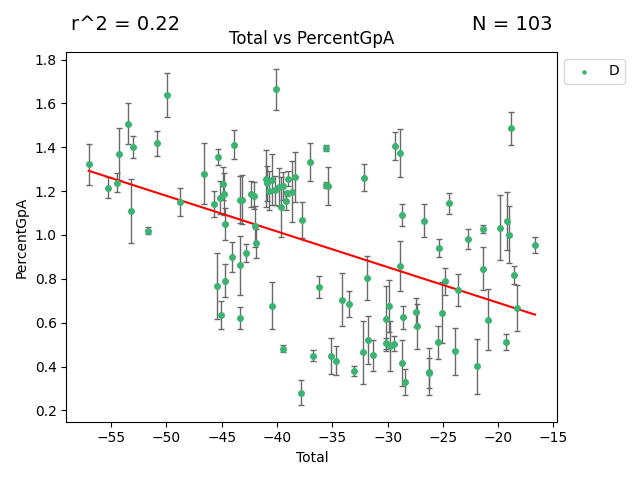 r^2 = 0.22
N = 103
Total vs PercentGpA
D
PercentGpA
1.8
1.6
1.4
1.2
1.0
0.8
0.6
0.4
0.2
−55 −50 −45 −40 −35 −30 −25 −20 −15
Total